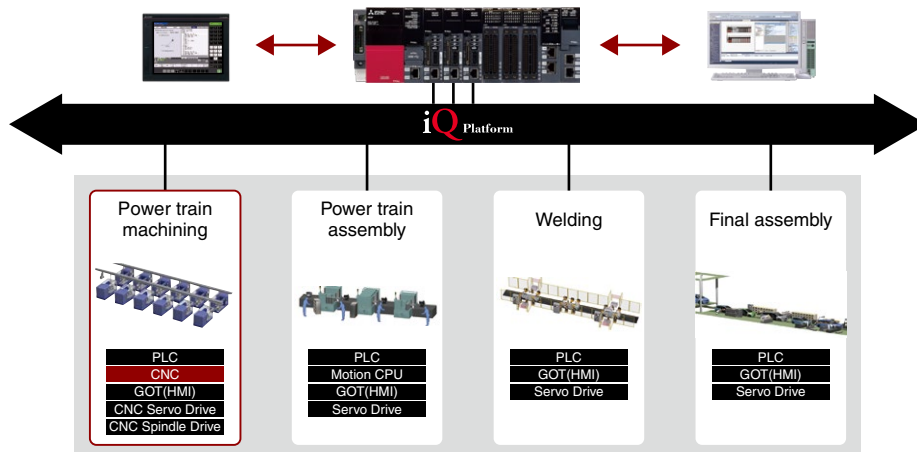 iQ Platform
Power train
machining
PLC
CNC
GOT(HMI)
CNC Servo Drive
CNC Spindle Drive
Power train
assembly
PLC
Motion CPU
GOT(HMI)
Servo Drive
Welding
PLC
GOT(HMI)
Servo Drive
Final assembly
PLC
GOT(HMI)
Servo Drive